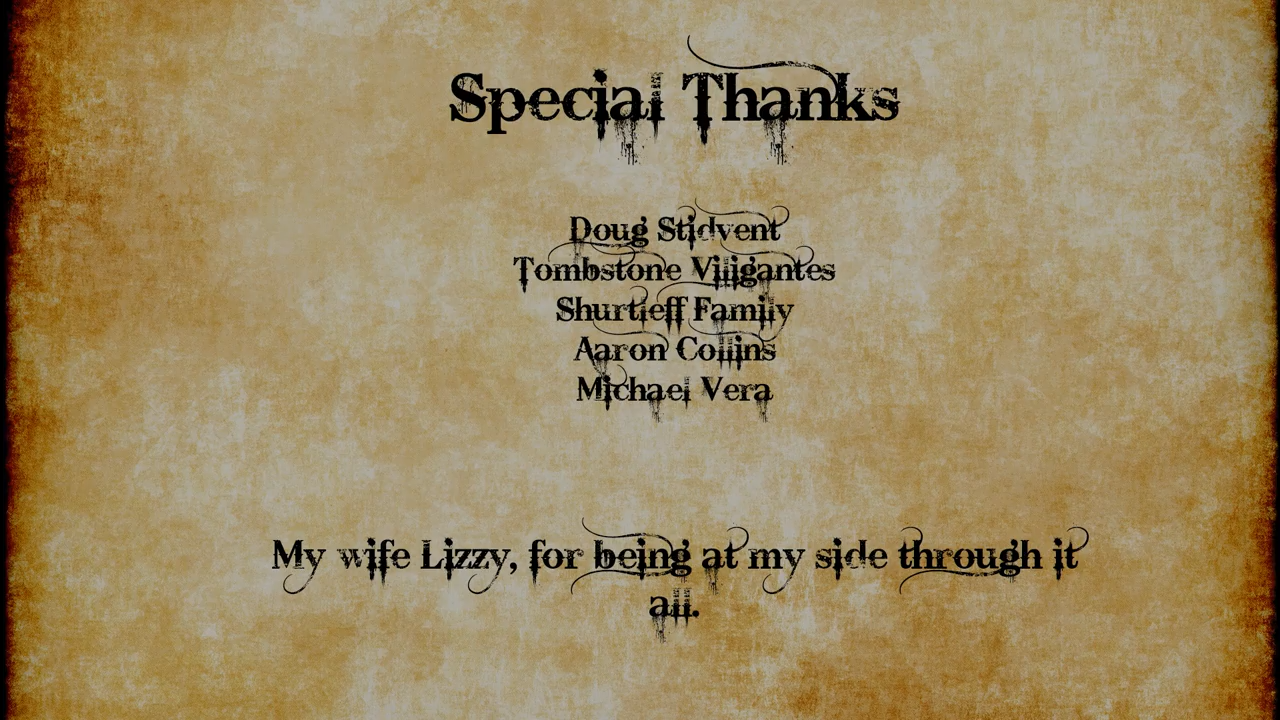 Special Thanks
Doug Stidvent
Tombstone Viligantes
Shurtleff Family
Aaron Collins
Michael Vera
My wife Lizzy, for being at my side through it
all.